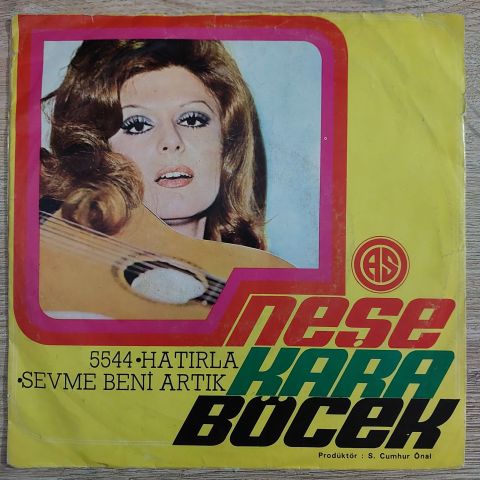 AS
NEŞE
5544•HATIRLA
•SEVME BENİ ARTIK
KARA
BÖCEK
Prodüktör : S. Cumhur Önal